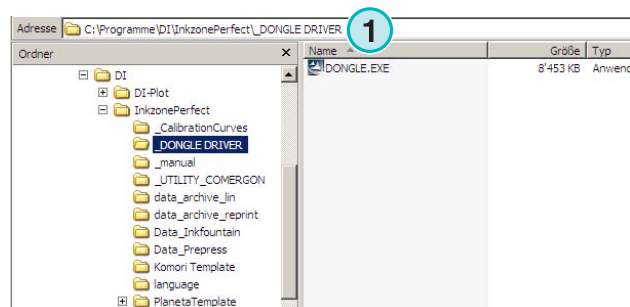 Adresse C:\Programme\DI\InkzonePerfect\_DONGLE DRIVER
1
Ordner x Name Größe Typ
DONGLE.EXE 8'453 KB Anwend
DI
DI-Plot
InkzonePerfect
_CalibrationCurves
_DONGLE DRIVER
_manual
_UTILITY_COMERGON
data_archive_lin
data_archive_reprint
Data_Inkfountain
Data_Prepress
Komori Template
language
PlanetaTemplate